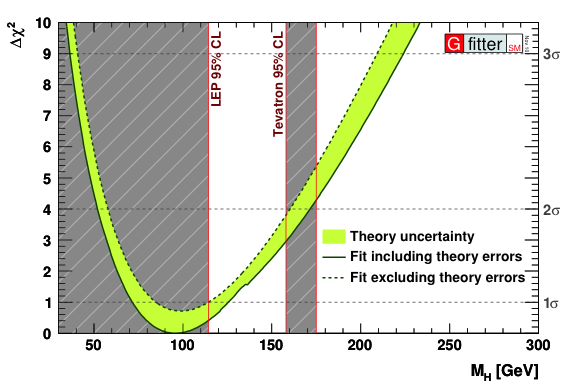 Δχ²
10
9
8
7
6
5
4
3
2
1
0
LEP 95% CL
Tevatron 95% CL
G fitter SM
Nov 10
3σ
2σ
1σ
Theory uncertainty
Fit including theory errors
Fit excluding theory errors
50 100 150 200 250 300
M_H [GeV]